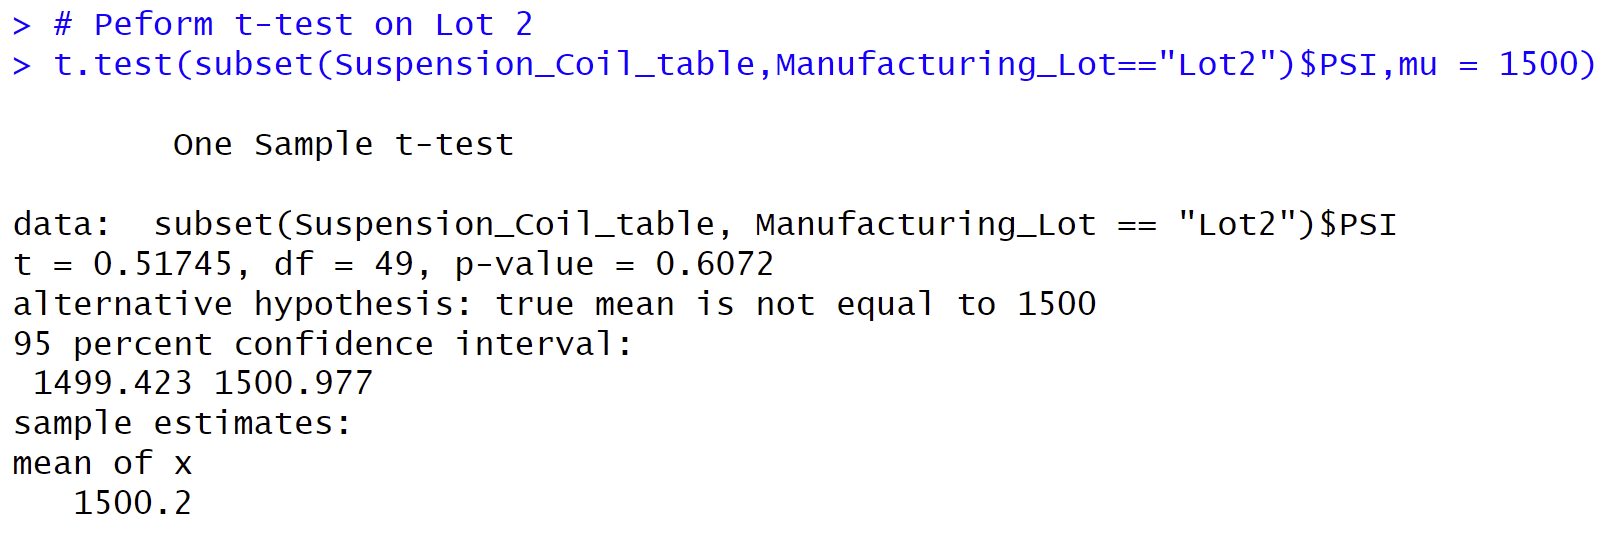 > # Peform t-test on Lot 2
> t.test(subset(Suspension_Coil_table,Manufacturing_Lot=="Lot2")$PSI,mu = 1500)
One Sample t-test
data:  subset(Suspension_Coil_table, Manufacturing_Lot == "Lot2")$PSI
t = 0.51745, df = 49, p-value = 0.6072
alternative hypothesis: true mean is not equal to 1500
95 percent confidence interval:
1499.423 1500.977
sample estimates:
mean of x
1500.2